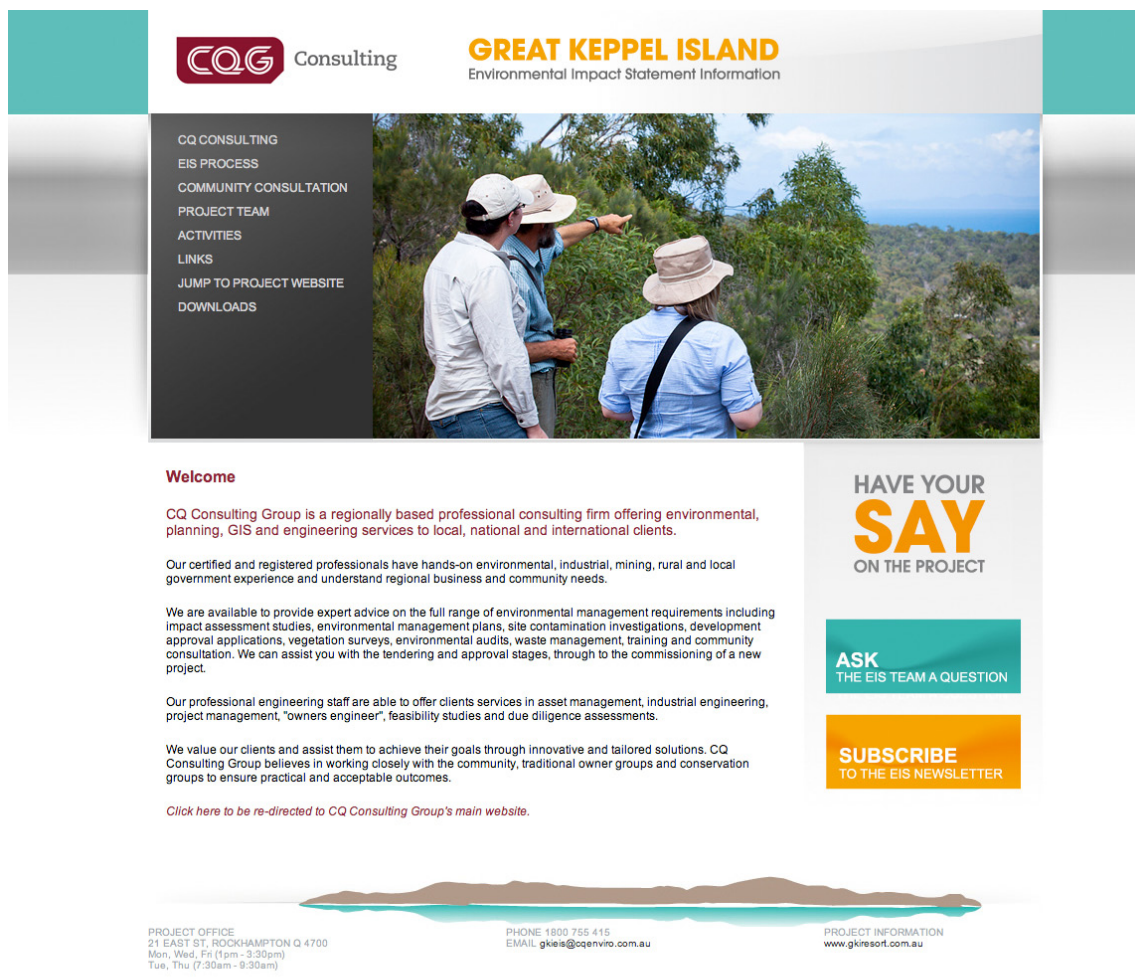 CQG Consulting
GREAT KEPPEL ISLAND
Environmental Impact Statement Information
CQ CONSULTING
EIS PROCESS
COMMUNITY CONSULTATION
PROJECT TEAM
ACTIVITIES
LINKS
JUMP TO PROJECT WEBSITE
DOWNLOADS
Welcome
CQ Consulting Group is a regionally based professional consulting firm offering environmental,
planning, GIS and engineering services to local, national and international clients.
Our certified and registered professionals have hands-on environmental, industrial, mining, rural and local
government experience and understand regional business and community needs.
We are available to provide expert advice on the full range of environmental management requirements including
impact assessment studies, environmental management plans, site contamination investigations, development
approval applications, vegetation surveys, environmental audits, waste management, training and community
consultation. We can assist you with the tendering and approval stages, through to the commissioning of a new
project.
Our professional engineering staff are able to offer clients services in asset management, industrial engineering,
project management, "owners engineer", feasibility studies and due diligence assessments.
We value our clients and assist them to achieve their goals through innovative and tailored solutions. CQ
Consulting Group believes in working closely with the community, traditional owner groups and conservation
groups to ensure practical and acceptable outcomes.
Click here to be re-directed to CQ Consulting Group's main website.
HAVE YOUR
SAY
ON THE PROJECT
ASK
THE EIS TEAM A QUESTION
SUBSCRIBE
TO THE EIS NEWSLETTER
PROJECT OFFICE
21 EAST ST, ROCKHAMPTON Q 4700
Mon, Wed, Fri (1pm - 3:30pm)
Tue, Thu (7:30am - 9:30am)
PHONE 1800 755 415
EMAIL gkieis@cqenviro.com.au
PROJECT INFORMATION
www.gkiresort.com.au